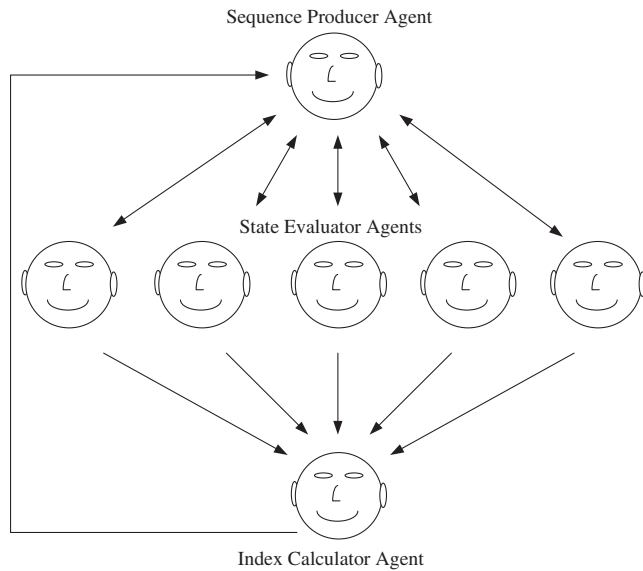 Sequence Producer Agent
State Evaluator Agents
Index Calculator Agent